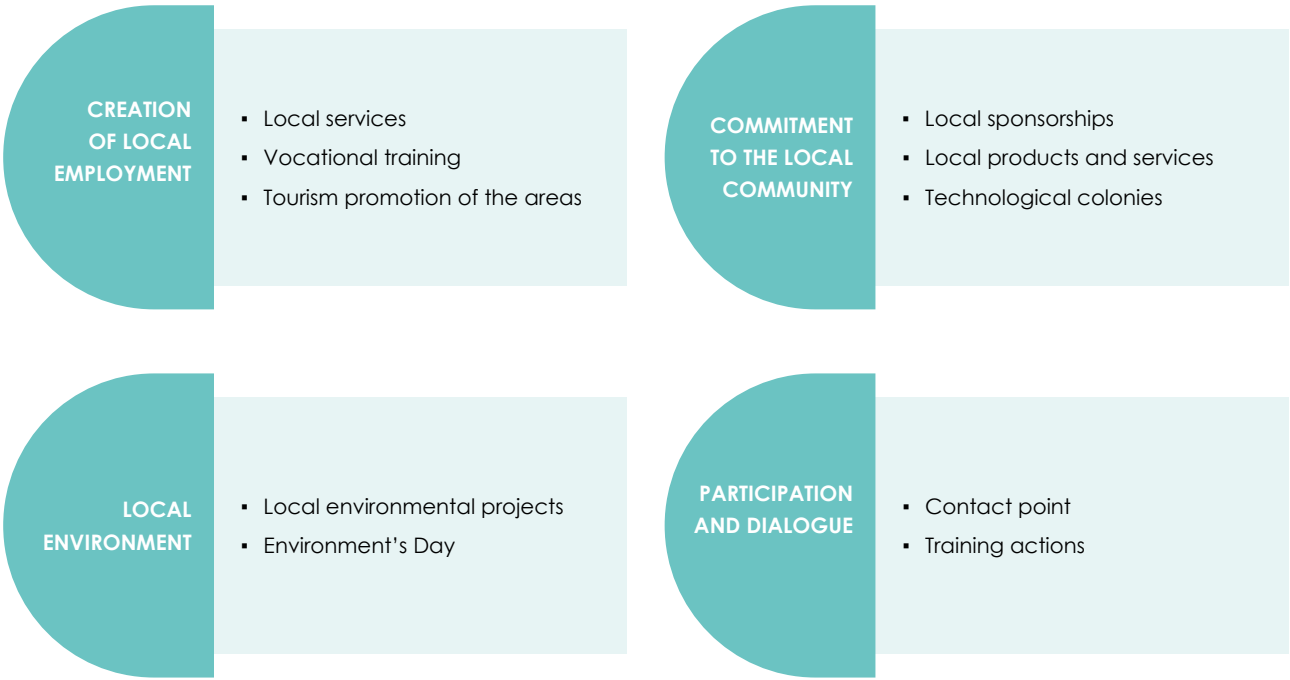 CREATION
OF LOCAL
EMPLOYMENT
▪ Local services
▪ Vocational training
▪ Tourism promotion of the areas
COMMITMENT
TO THE LOCAL
COMMUNITY
▪ Local sponsorships
▪ Local products and services
▪ Technological colonies
LOCAL
ENVIRONMENT
▪ Local environmental projects
▪ Environment’s Day
PARTICIPATION
AND DIALOGUE
▪ Contact point
▪ Training actions